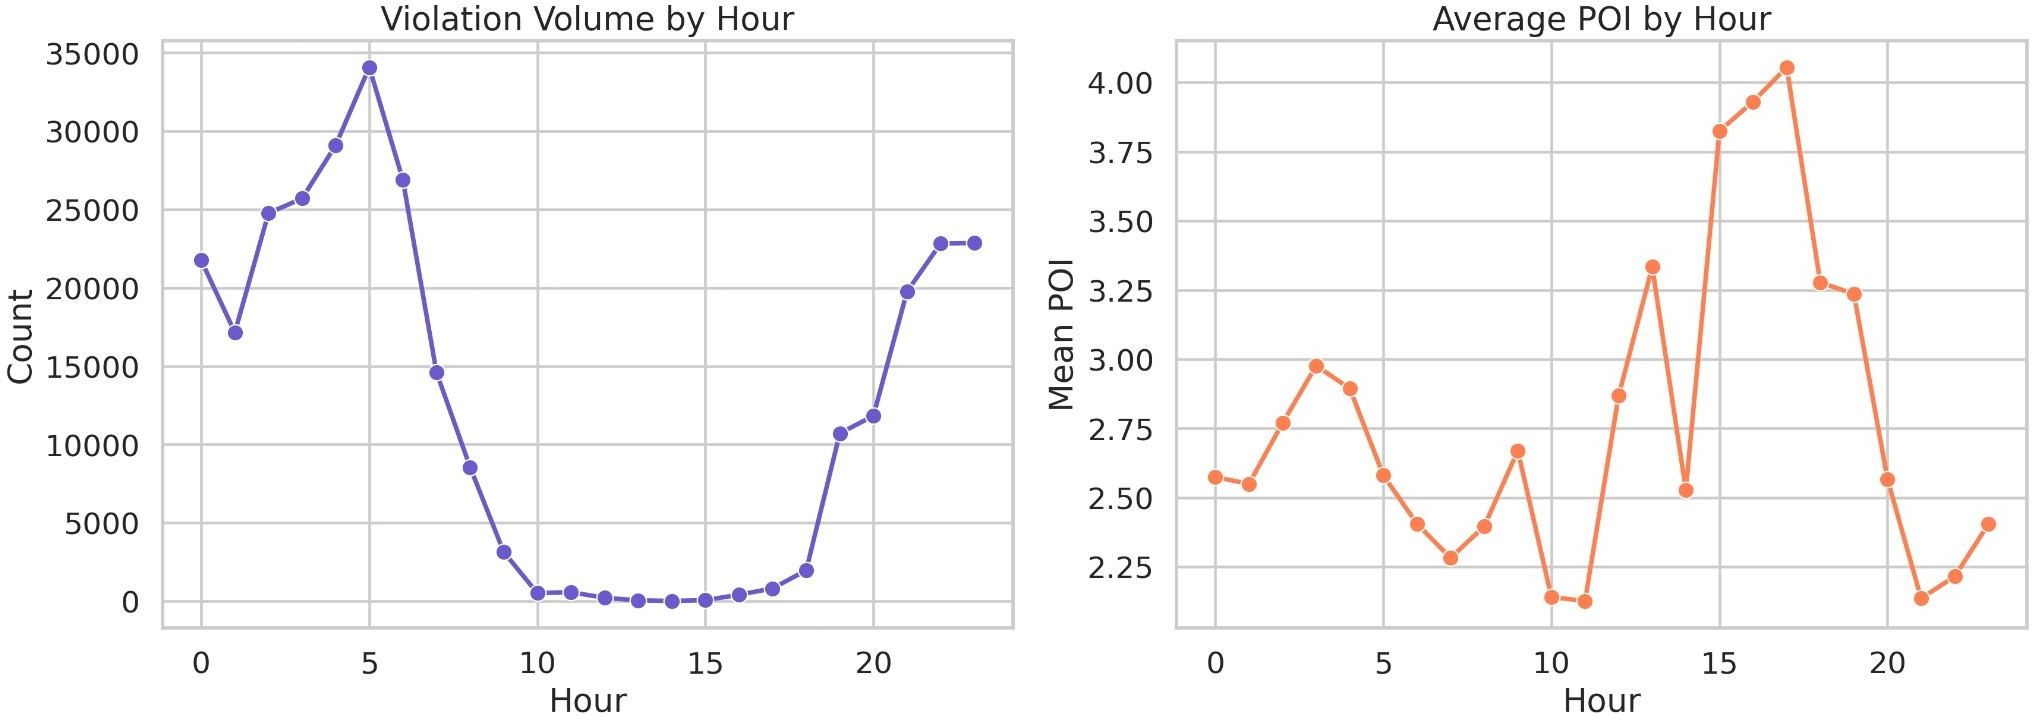 Violation Volume by Hour
35000
30000
25000
20000
15000
10000
5000
0
Count
0 5 10 15 20
Hour
Average POI by Hour
4.00
3.75
3.50
3.25
3.00
2.75
2.50
2.25
Mean POI
0 5 10 15 20
Hour